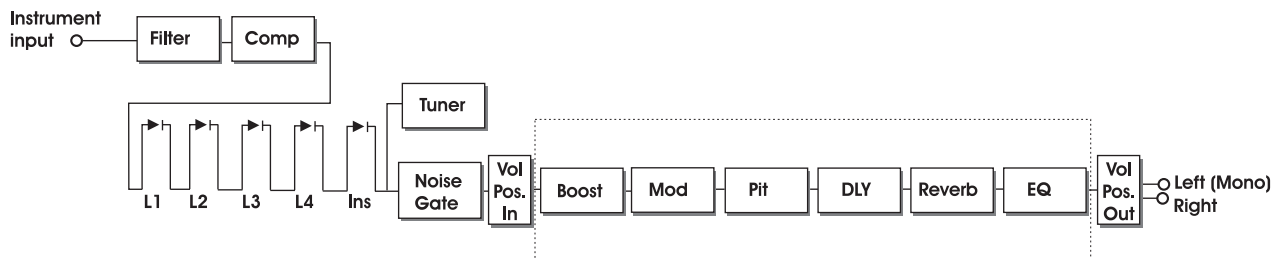 Instrument
input
Filter
Comp
Tuner
L1
L2
L3
L4
Ins
Noise
Gate
Vol
Pos.
In
Boost
Mod
Pit
DLY
Reverb
EQ
Vol
Pos.
Out
Left (Mono)
Right